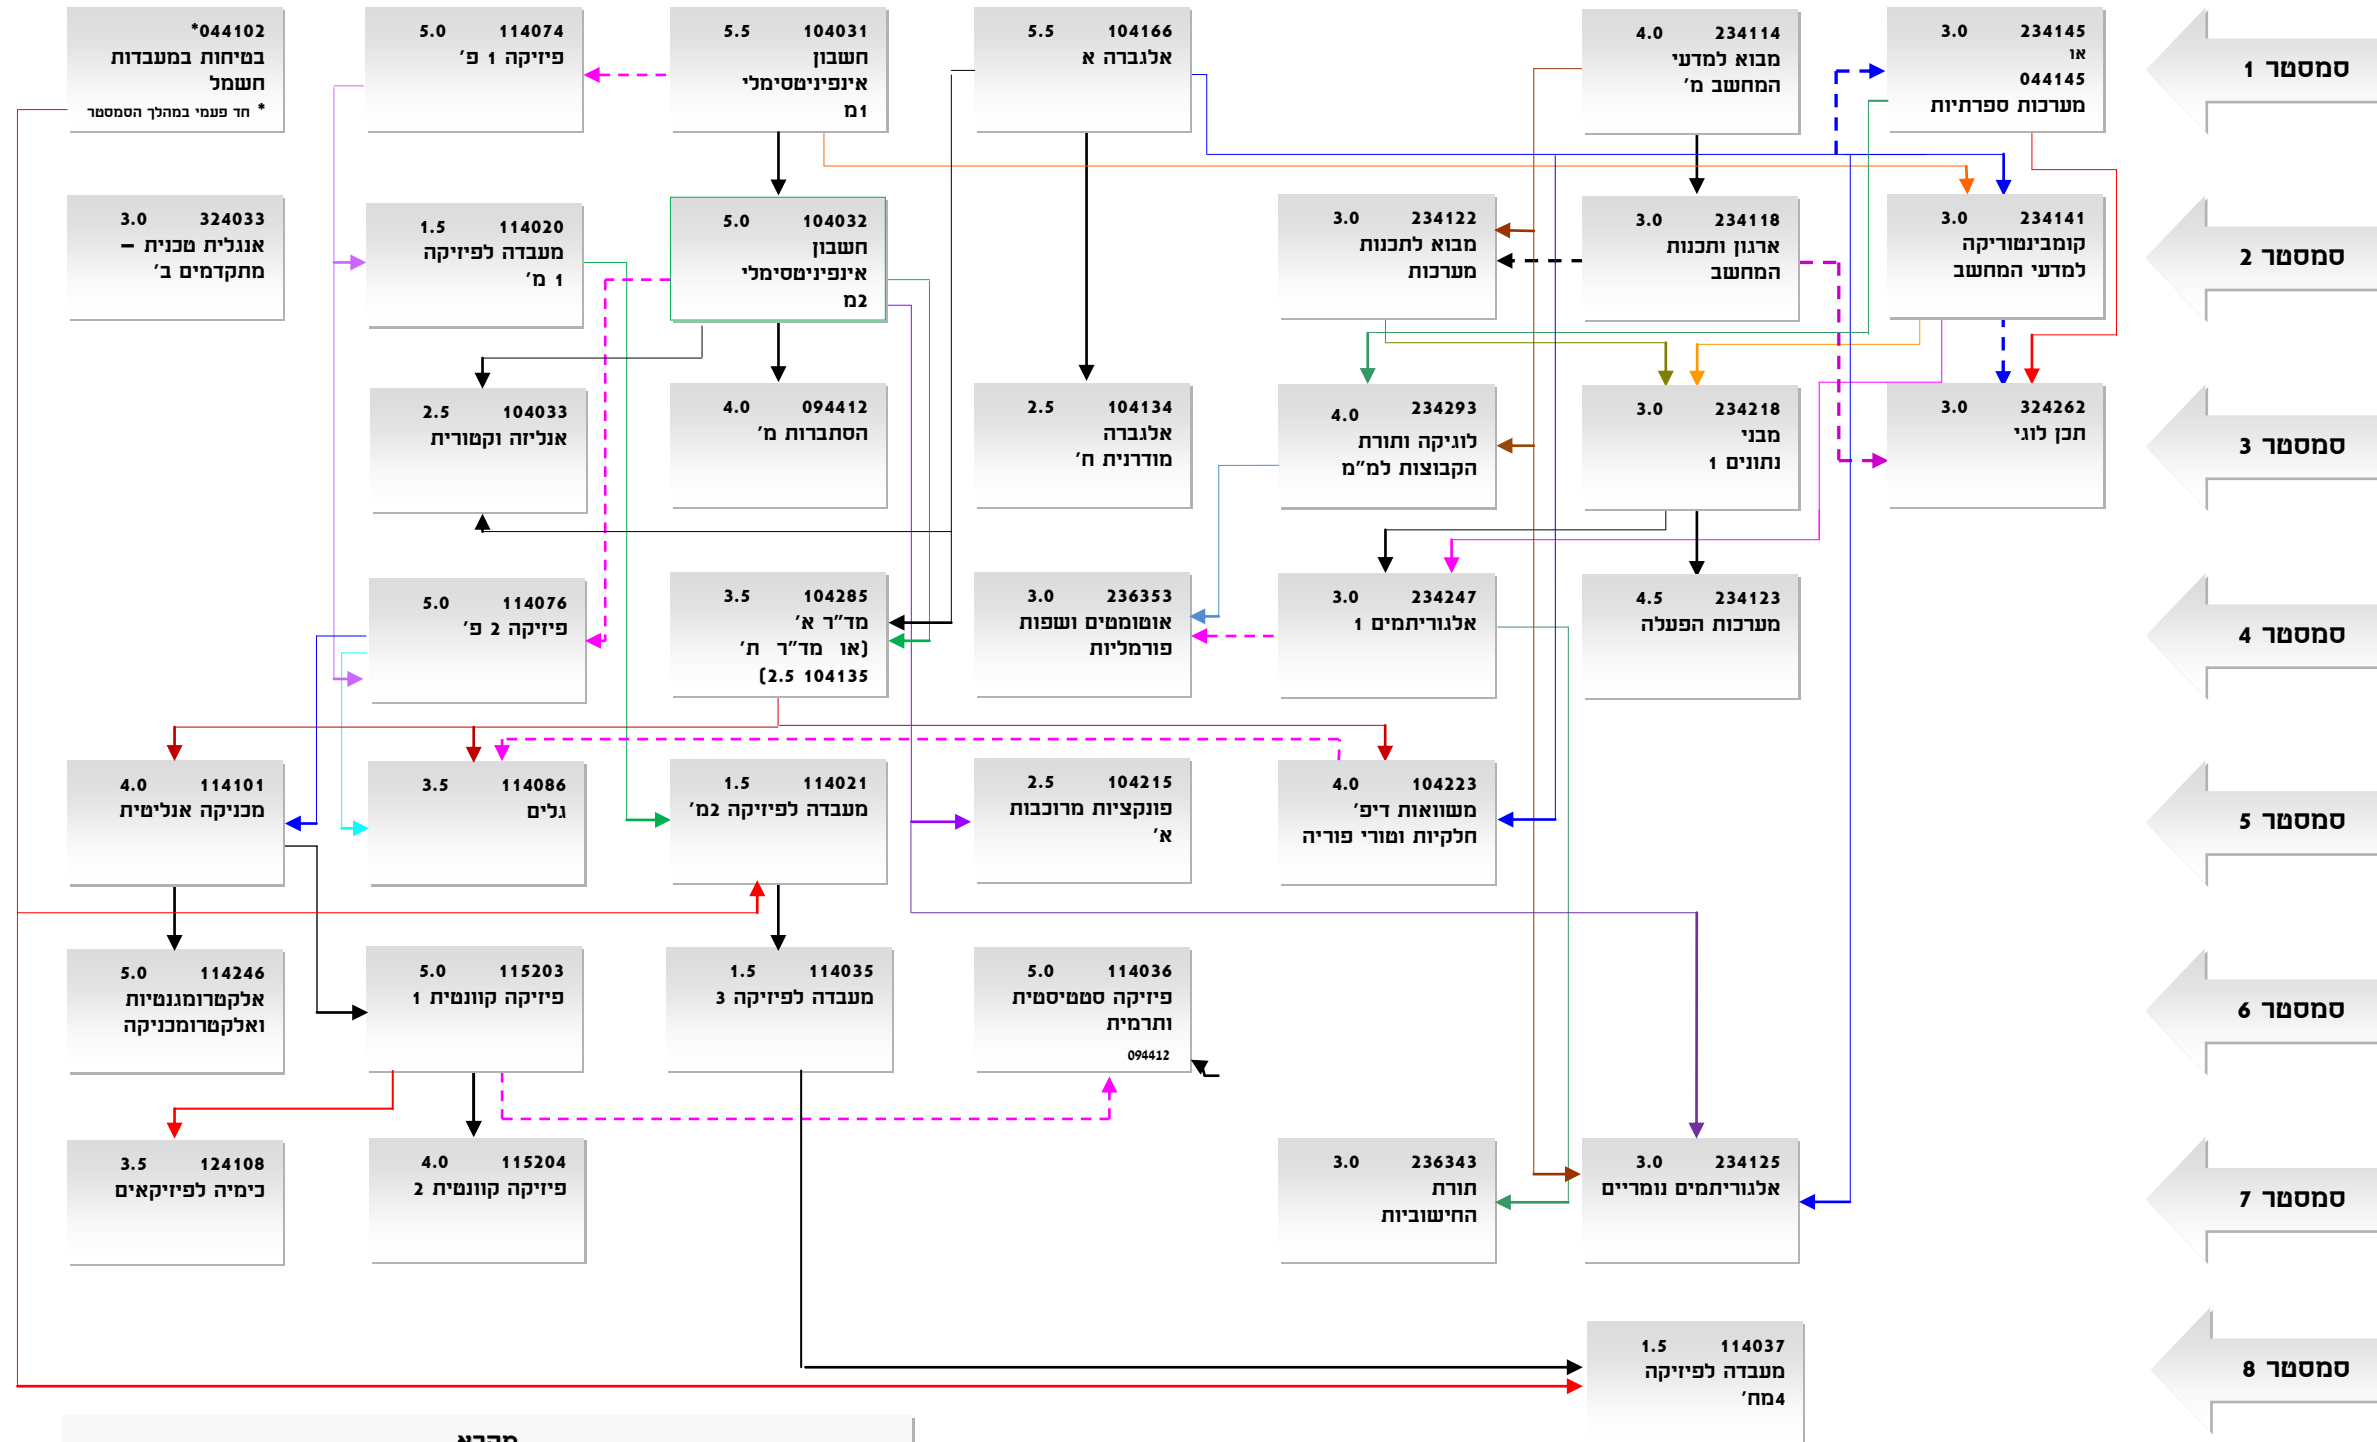 סמסטר 1
234145 3.0
או
044145
מערכות ספרתיות
234114 4.0
מבוא למדעי
המחשב מ'
104166 5.5
אלגברה א
104031 5.5
חשבון
אינפיניטסימלי
1מ
114074 5.0
פיזיקה 1 פ'
044102*
בטיחות במעבדות
חשמל
* חד פעמי במהלך הסמסטר
סמסטר 2
234141 3.0
קומבינטוריקה
למדעי המחשב
234118 3.0
ארגון ותכנות
המחשב
234122 3.0
מבוא לתכנות
מערכות
104032 5.0
חשבון
אינפיניטסימלי
2מ
114020 1.5
מעבדה לפיזיקה
1 מ'
324033 3.0
אנגלית טכנית –
מתקדמים ב'
סמסטר 3
324262 3.0
תכן לוגי
234218 3.0
מבני
נתונים 1
234293 4.0
לוגיקה ותורת
הקבוצות למ"מ
104134 2.5
אלגברה
מודרנית ח'
094412 4.0
הסתברות מ'
104033 2.5
אנליזה וקטורית
סמסטר 4
234123 4.5
מערכות הפעלה
234247 3.0
אלגוריתמים 1
236353 3.0
אוטומטים ושפות
פורמליות
104285 3.5
מד"ר א'
(או מד"ר ת'
104135 2.5)
114076 5.0
פיזיקה 2 פ'
סמסטר 5
104223 4.0
משוואות דיפ'
חלקיות וטורי פוריה
104215 2.5
פונקציות מרוכבות
א'
114021 1.5
מעבדה לפיזיקה 2מ'
114086 3.5
גלים
114101 4.0
מכניקה אנליטית
סמסטר 6
114036 5.0
פיזיקה סטטיסטית
ותרמית
094412
114035 1.5
מעבדה לפיזיקה 3
115203 5.0
פיזיקה קוונטית 1
114246 5.0
אלקטרומגנטיות
ואלקטרומכניקה
סמסטר 7
234125 3.0
אלגוריתמים נומריים
236343 3.0
תורת
החישוביות
115204 4.0
פיזיקה קוונטית 2
124108 3.5
כימיה לפיזיקאים
סמסטר 8
114037 1.5
מעבדה לפיזיקה
4מח'
מקרא